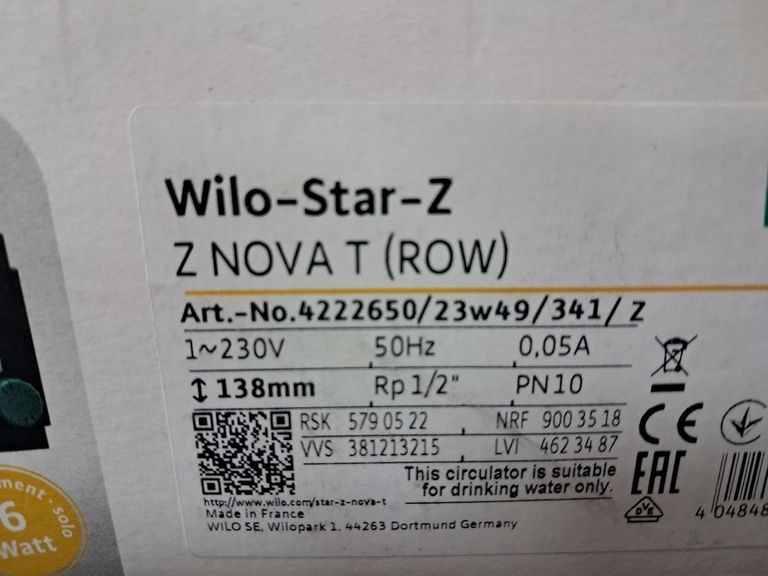 Wilo-Star-Z
Z NOVA T (ROW)
Art.-No.4222650/23w49/341/ Z
1~230V 50Hz 0,05A
138mm Rp 1/2" PN10
RSK 579 05 22 NRF 900 35 18
VVS 381213215 LVI 462 34 87
This circulator is suitable
for drinking water only.
http://www.wilo.com/star-z-nova-t
Made in France
WILO SE, Wilopark 1, 44263 Dortmund Germany
CE
EAC
DVE
4 04848
solo
6
Watt